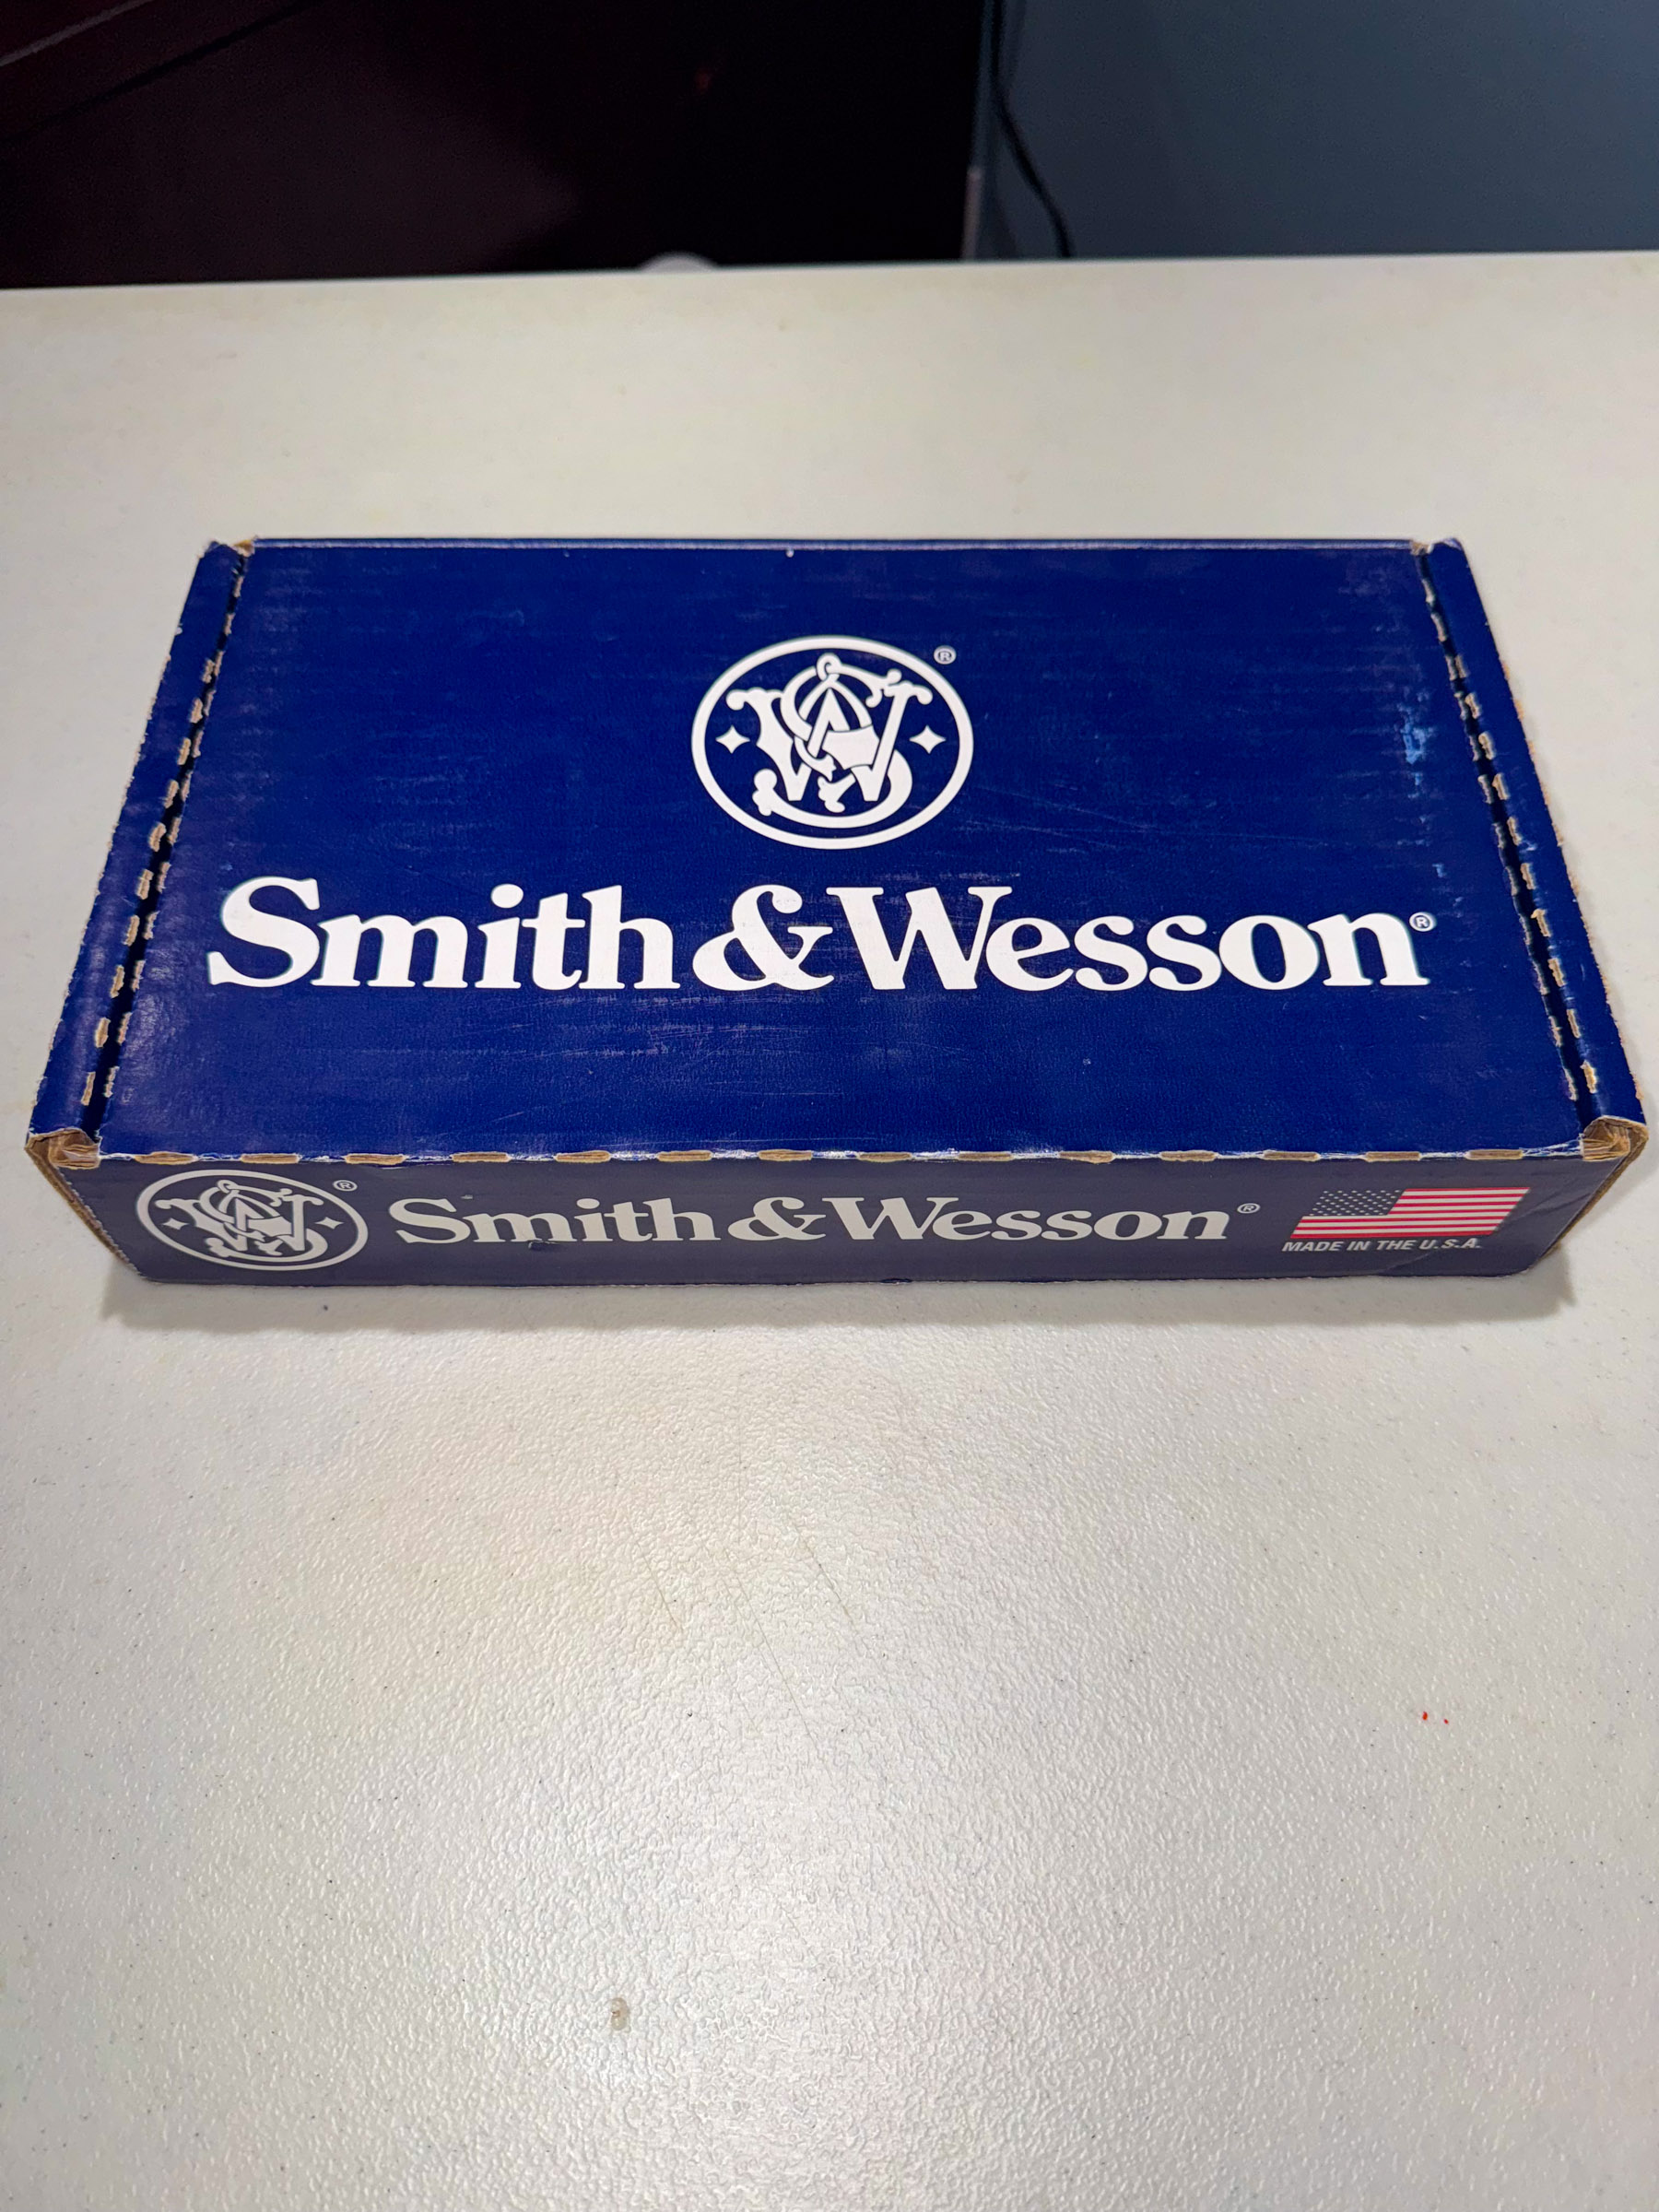 Smith & Wesson®
Smith & Wesson®
MADE IN THE U.S.A.